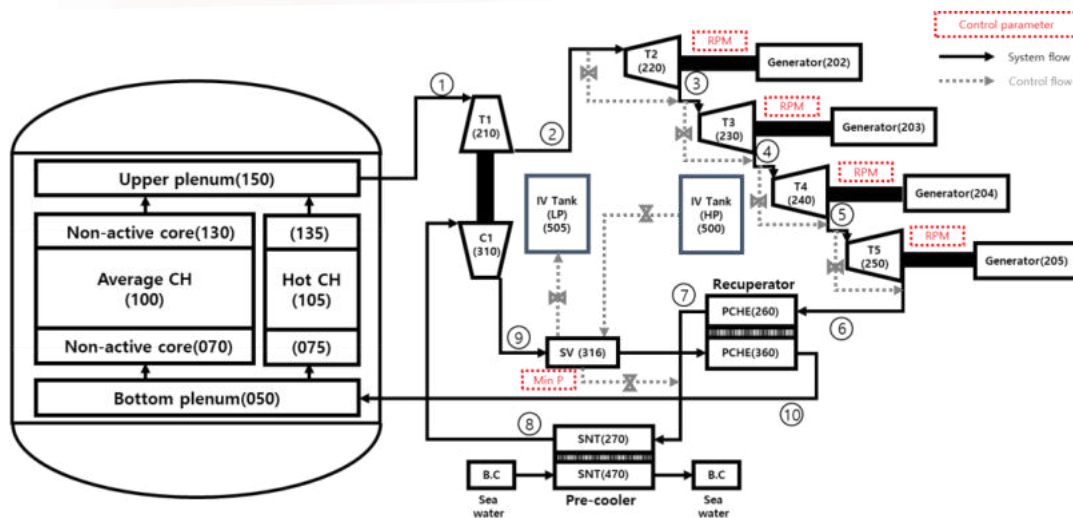 Control parameter
System flow
Control flow
RPM
T2
(220)
Generator(202)
③
RPM
T3
(230)
Generator(203)
④
RPM
T4
(240)
Generator(204)
⑤
RPM
T5
(250)
Generator(205)
①
T1
(210)
②
C1
(310)
IV Tank
(LP)
(505)
IV Tank
(HP)
(500)
Upper plenum(150)
Non-active core(130)
(135)
Average CH
(100)
Hot CH
(105)
Non-active core(070)
(075)
Bottom plenum(050)
Recuperator
⑦
PCHE(260)
⑥
PCHE(360)
⑨
SV (316)
Min P
⑩
⑧
SNT(270)
SNT(470)
B.C
Sea
water
Pre-cooler
B.C
Sea
water